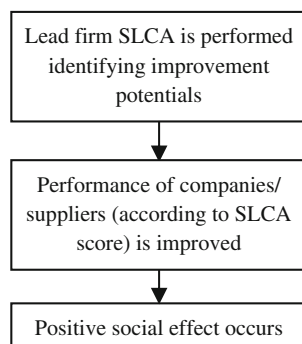 Lead firm SLCA is performed
identifying improvement
potentials
Performance of companies/
suppliers (according to SLCA
score) is improved
Positive social effect occurs